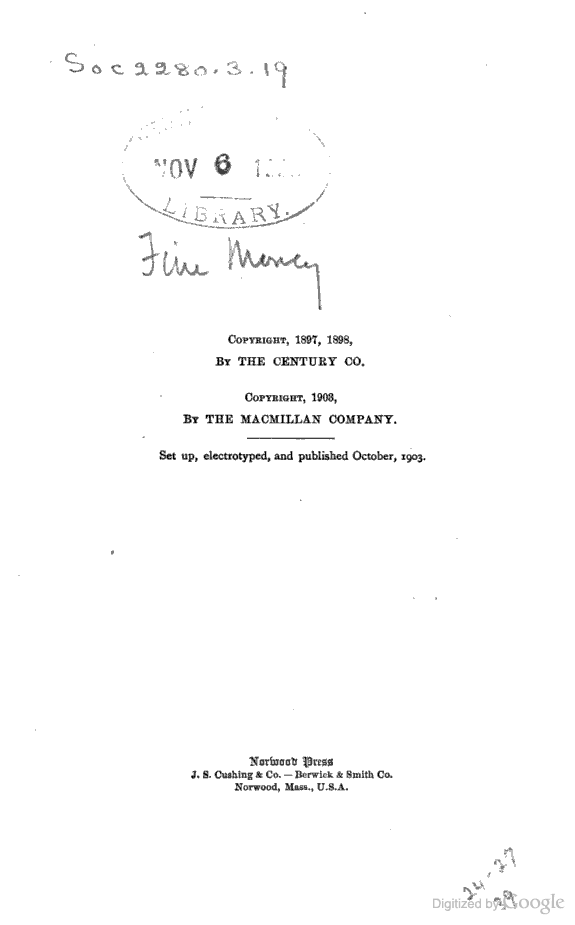 Soc 2280.3.19
NOV 6
LIBRARY.
Fine Money
COPYRIGHT, 1897, 1898,
BY THE CENTURY CO.
COPYRIGHT, 1903,
BY THE MACMILLAN COMPANY.
Set up, electrotyped, and published October, 1903.
Norwood Press
J. S. Cushing & Co. — Berwick & Smith Co.
Norwood, Mass., U.S.A.
24-27
29
Digitized by Google